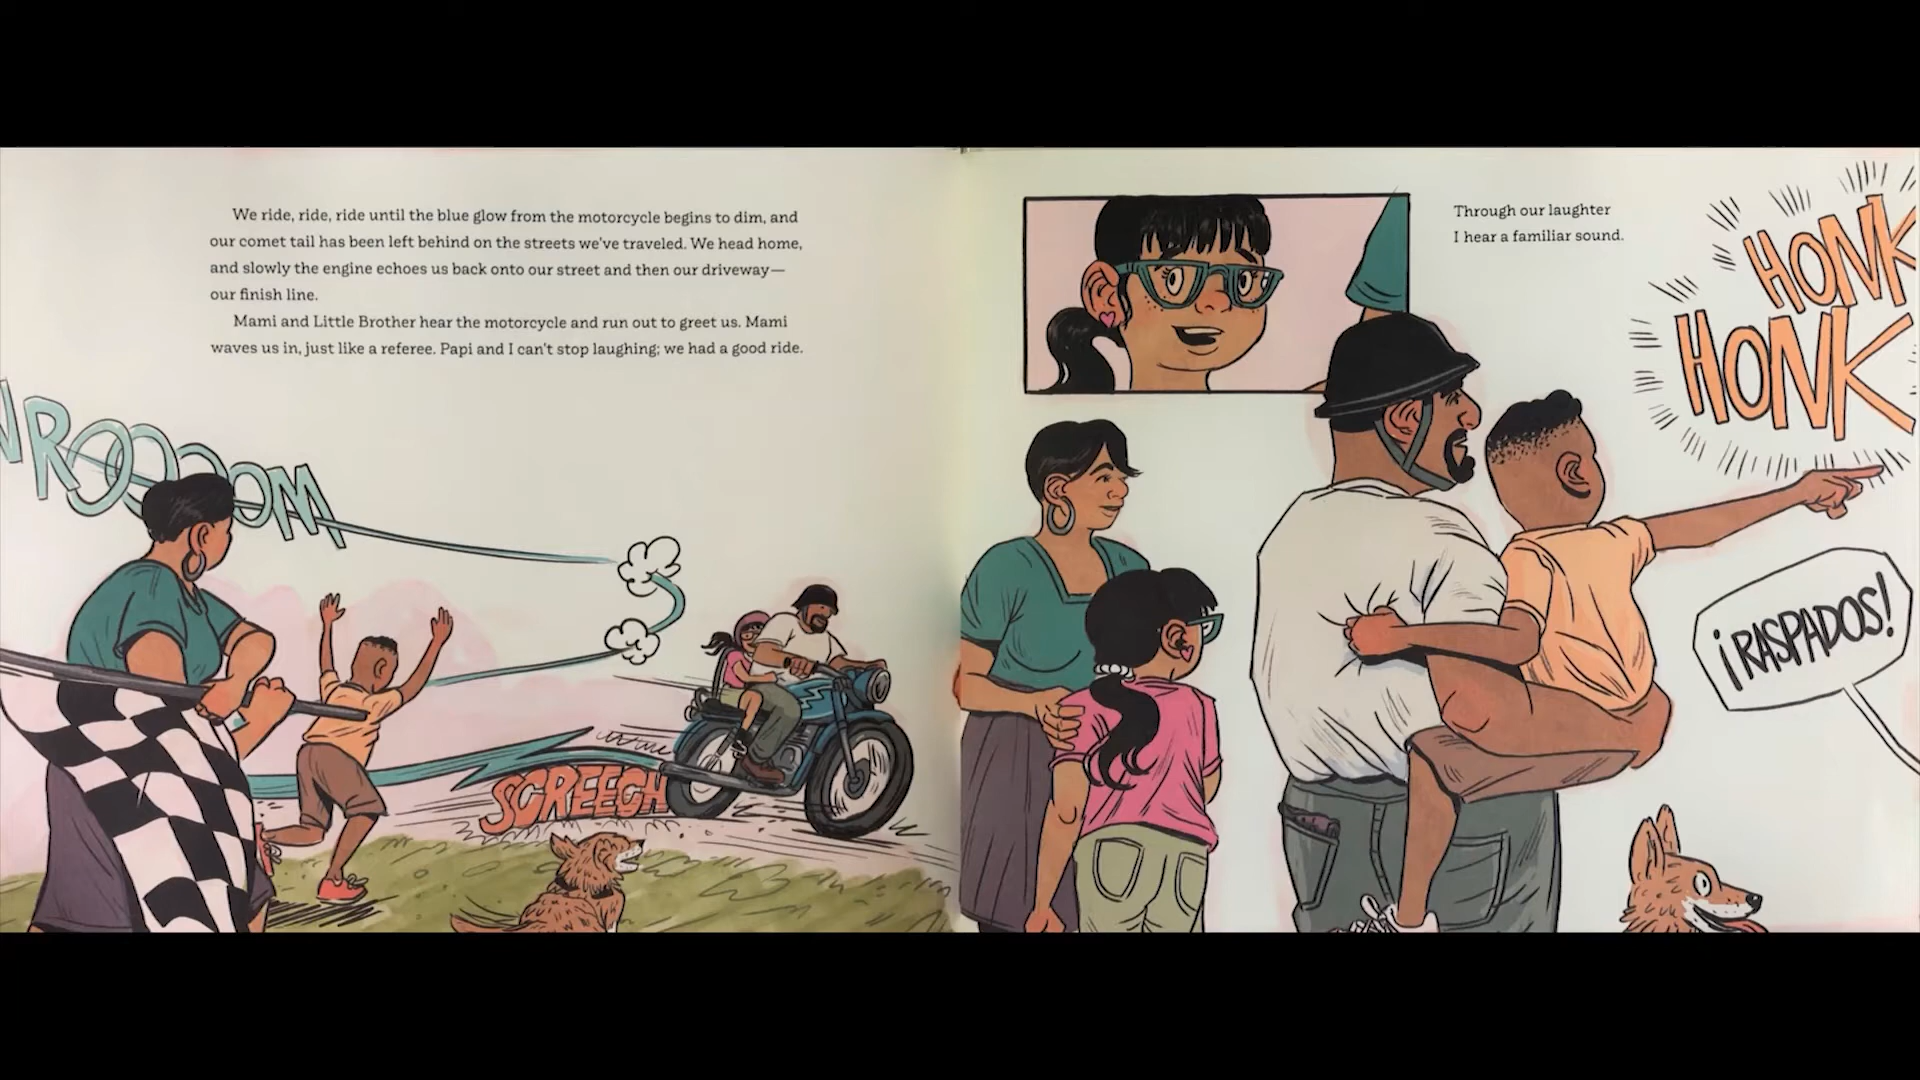 We ride, ride, ride until the blue glow from the motorcycle begins to dim, and
our comet tail has been left behind on the streets we've traveled. We head home,
and slowly the engine echoes us back onto our street and then our driveway—
our finish line.
Mami and Little Brother hear the motorcycle and run out to greet us. Mami
waves us in, just like a referee. Papi and I can't stop laughing; we had a good ride.
VROOOOM
SCREECH
Through our laughter
I hear a familiar sound.
HONK
HONK
¡RASPADOS!